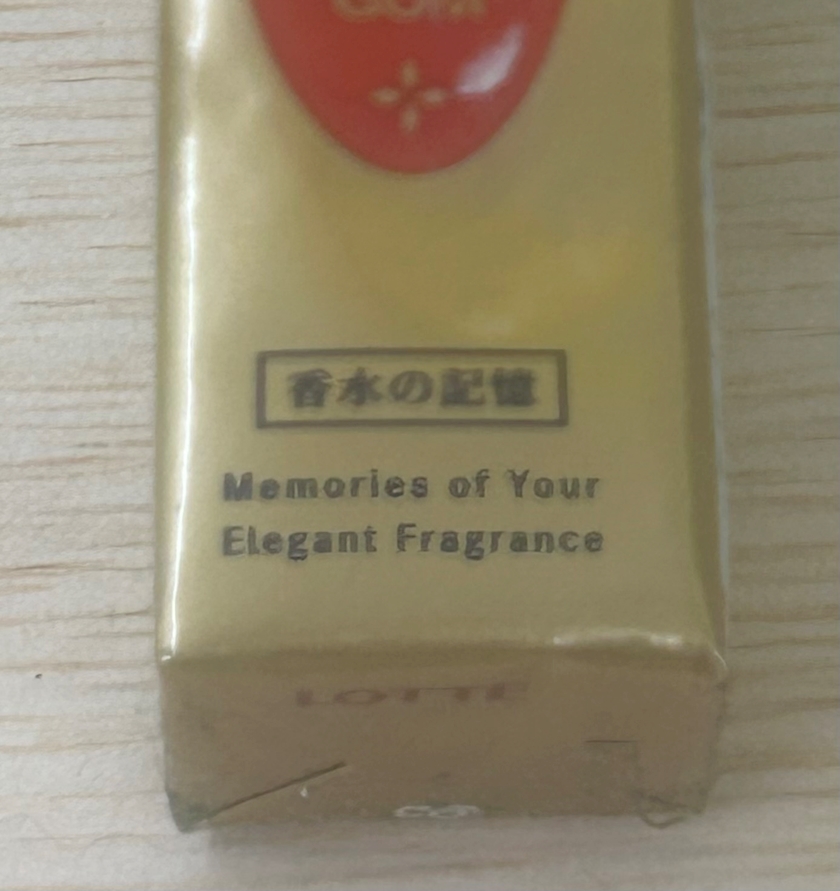 香水の記憶
Memories of Your
Elegant Fragrance
LOTTE